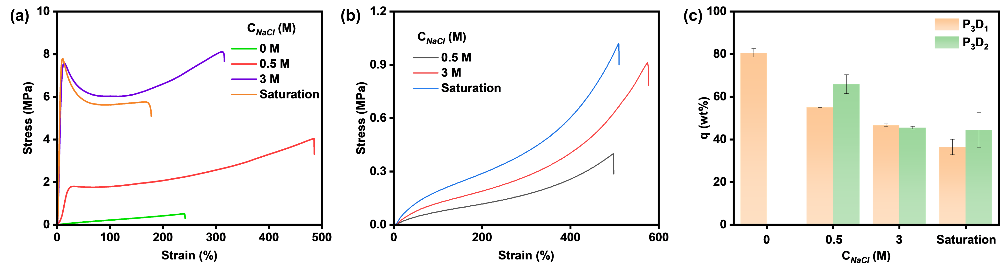 (a)
10
8
6
4
2
0
Stress (MPa)
C_NaCl (M)
0 M
0.5 M
3 M
Saturation
0 100 200 300 400 500
Strain (%)
(b)
1.2
0.9
0.6
0.3
0.0
Stress (MPa)
C_NaCl (M)
0.5 M
3 M
Saturation
0 200 400 600
Strain (%)
(c)
100
80
60
40
20
0
q (wt%)
P₃D₁
P₃D₂
0 0.5 3 Saturation
C_NaCl (M)